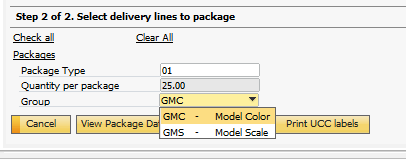 Step 2 of 2. Select delivery lines to package
Check all Clear All
Packages
Package Type 01
Quantity per package 25.00
Group GMC
GMC - Model Color
GMS - Model Scale
Cancel View Package Da Print UCC labels